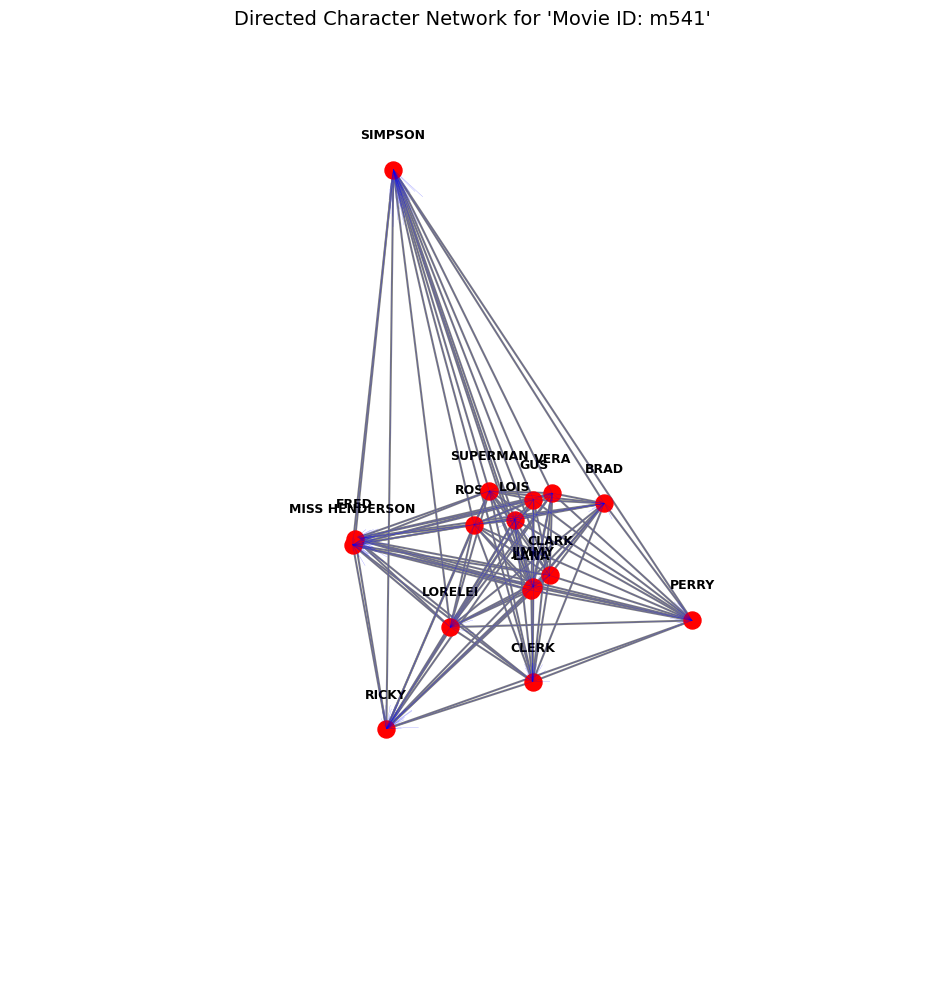 Directed Character Network for 'Movie ID: m541'
SIMPSON
SUPERMAN
VERA
GUS
BRAD
ROSS
LOIS
FRED
MISS HENDERSON
CLARK
JIMMY
LANA
PERRY
LORELEI
CLERK
RICKY